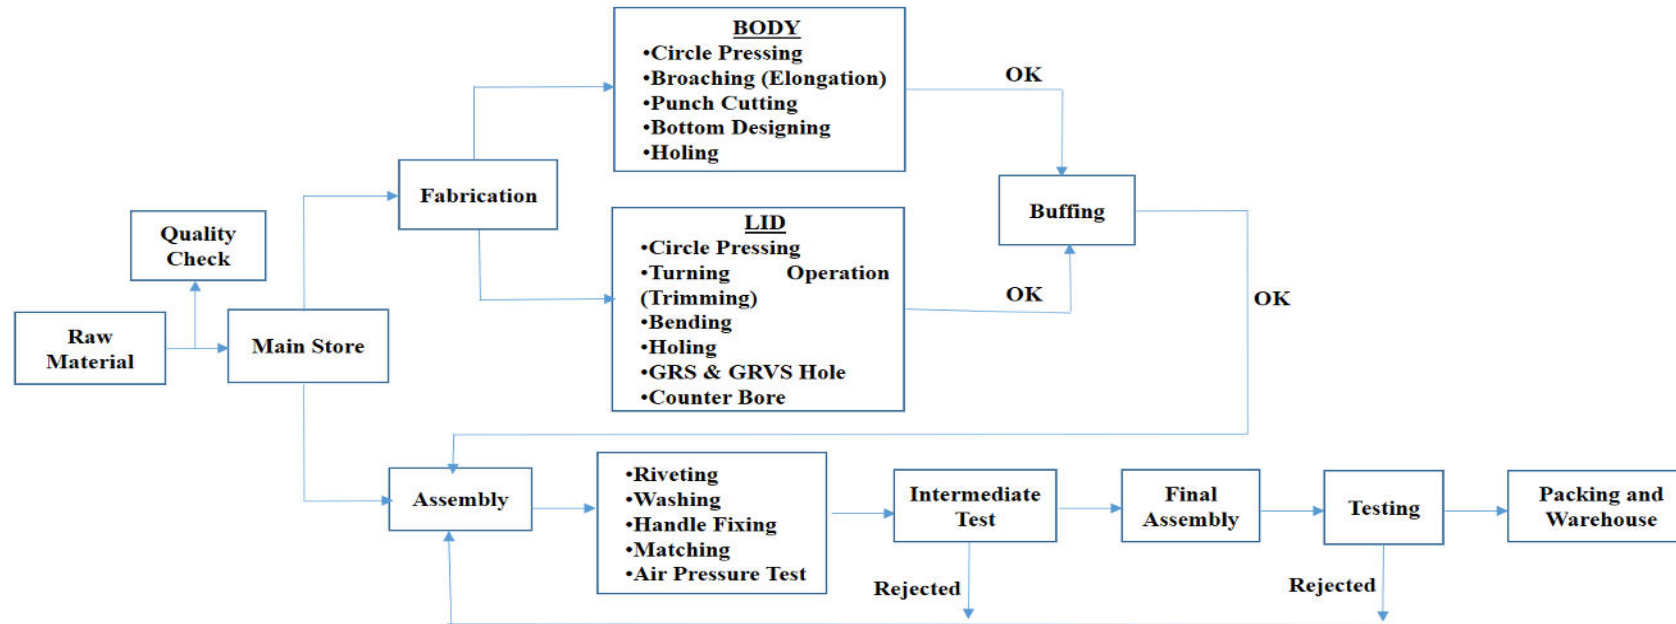 BODY
•Circle Pressing
•Broaching (Elongation)
•Punch Cutting
•Bottom Designing
•Holing
OK
Fabrication
Buffing
Quality
Check
LID
•Circle Pressing
•Turning Operation
(Trimming)
•Bending
•Holing
•GRS & GRVS Hole
•Counter Bore
OK
OK
Raw
Material
Main Store
Assembly
•Riveting
•Washing
•Handle Fixing
•Matching
•Air Pressure Test
Intermediate
Test
Final
Assembly
Testing
Packing and
Warehouse
Rejected
Rejected